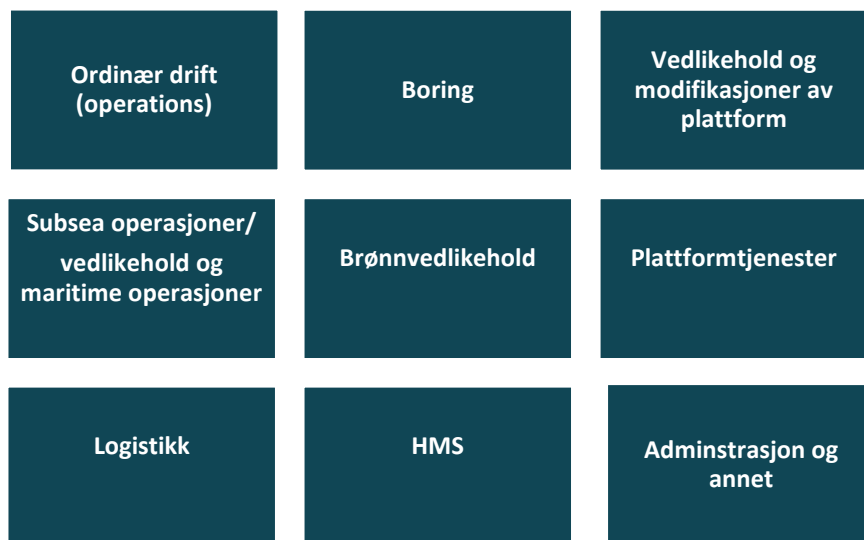 Ordinær drift
(operations)
Boring
Vedlikehold og
modifikasjoner av
plattform
Subsea operasjoner/
vedlikehold og
maritime operasjoner
Brønnvedlikehold
Plattformtjenester
Logistikk
HMS
Adminstrasjon og
annet